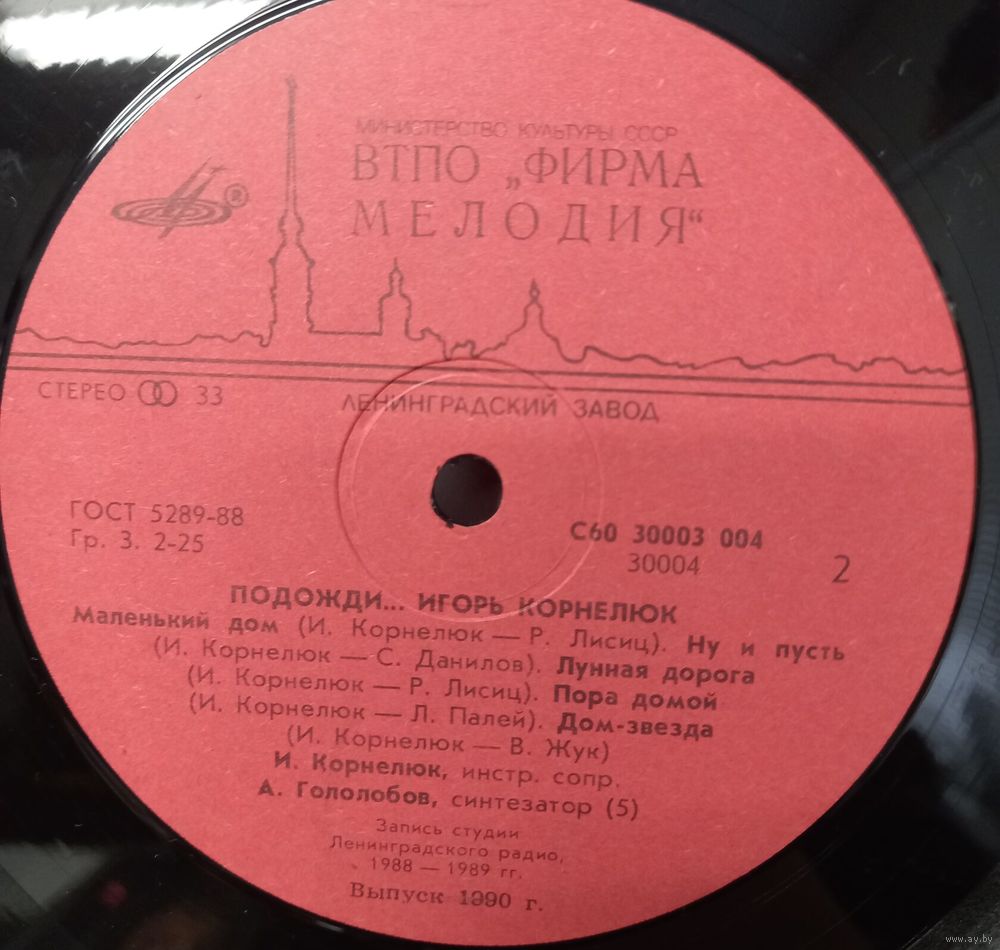 МИНИСТЕРСТВО КУЛЬТУРЫ СССР
ВТПО „ФИРМА
МЕЛОДИЯ“
®
СТЕРЕО 33
ЛЕНИНГРАДСКИЙ ЗАВОД
ГОСТ 5289-88
Гр. 3. 2-25
С60 30003 004
30004
2
ПОДОЖДИ... ИГОРЬ КОРНЕЛЮК
Маленький дом (И. Корнелюк — Р. Лисиц). Ну и пусть
(И. Корнелюк — С. Данилов). Лунная дорога
(И. Корнелюк — Р. Лисиц). Пора домой
(И. Корнелюк — Л. Палей). Дом-звезда
(И. Корнелюк — В. Жук)
И. Корнелюк, инстр. сопр.
А. Гололобов, синтезатор (5)
Запись студии
Ленинградского радио,
1988 — 1989 гг.
Выпуск 1990 г.
www.ay.by